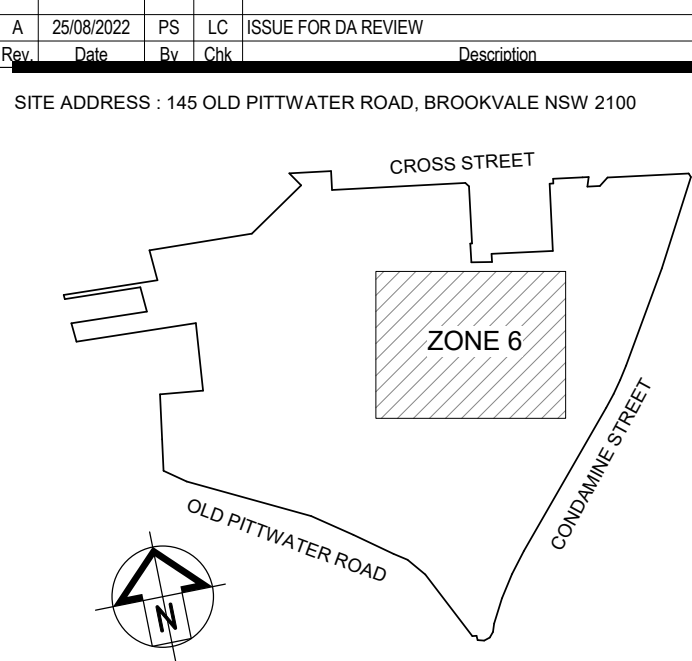 A 25/08/2022 PS LC ISSUE FOR DA REVIEW
Rev. Date By Chk Description
SITE ADDRESS : 145 OLD PITTWATER ROAD, BROOKVALE NSW 2100
CROSS STREET
ZONE 6
CONDAMINE STREET
OLD PITTWATER ROAD
N